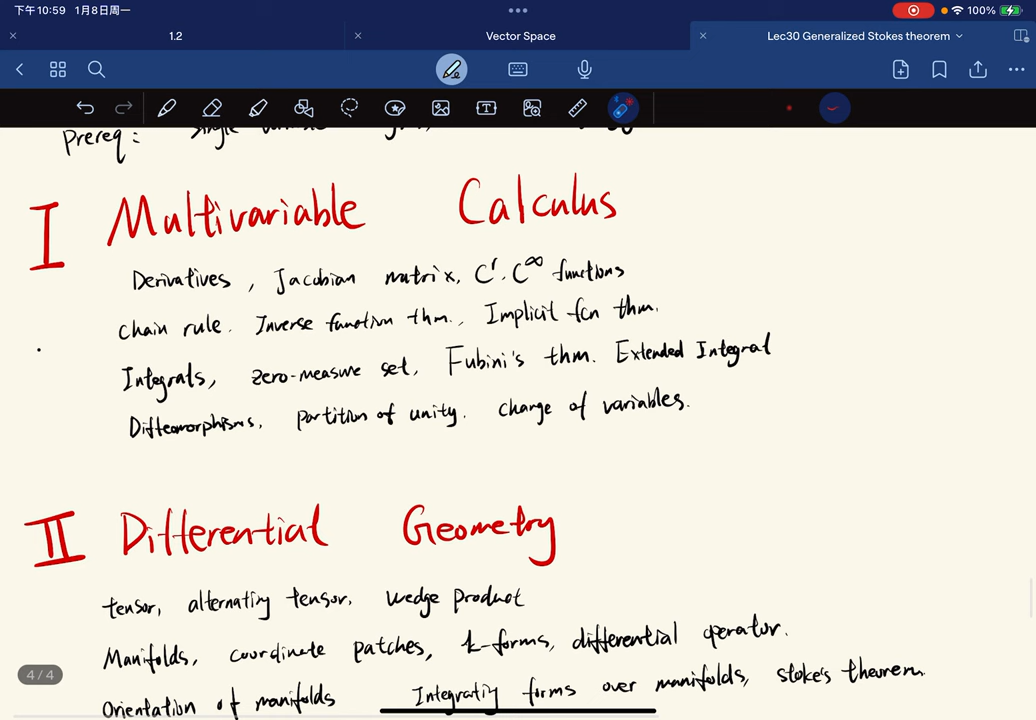 下午10:59 1月8日周一
100%
1.2
Vector Space
Lec30 Generalized Stokes theorem
Prereq:
I Multivariable Calculus
Derivatives, Jacobian matrix, C^r, C^∞ functions
Chain rule. Inverse function thm., Implicit fcn thm.
Integrals, zero-measure set, Fubini's thm. Extended Integral
Diffeomorphisms, partition of unity. change of variables.
II Differential Geometry
tensor, alternating tensor, wedge product
Manifolds, coordinate patches, k-forms, differential operator.
4/4
Orientation of manifolds Integrating forms over manifolds, Stoke's theorem